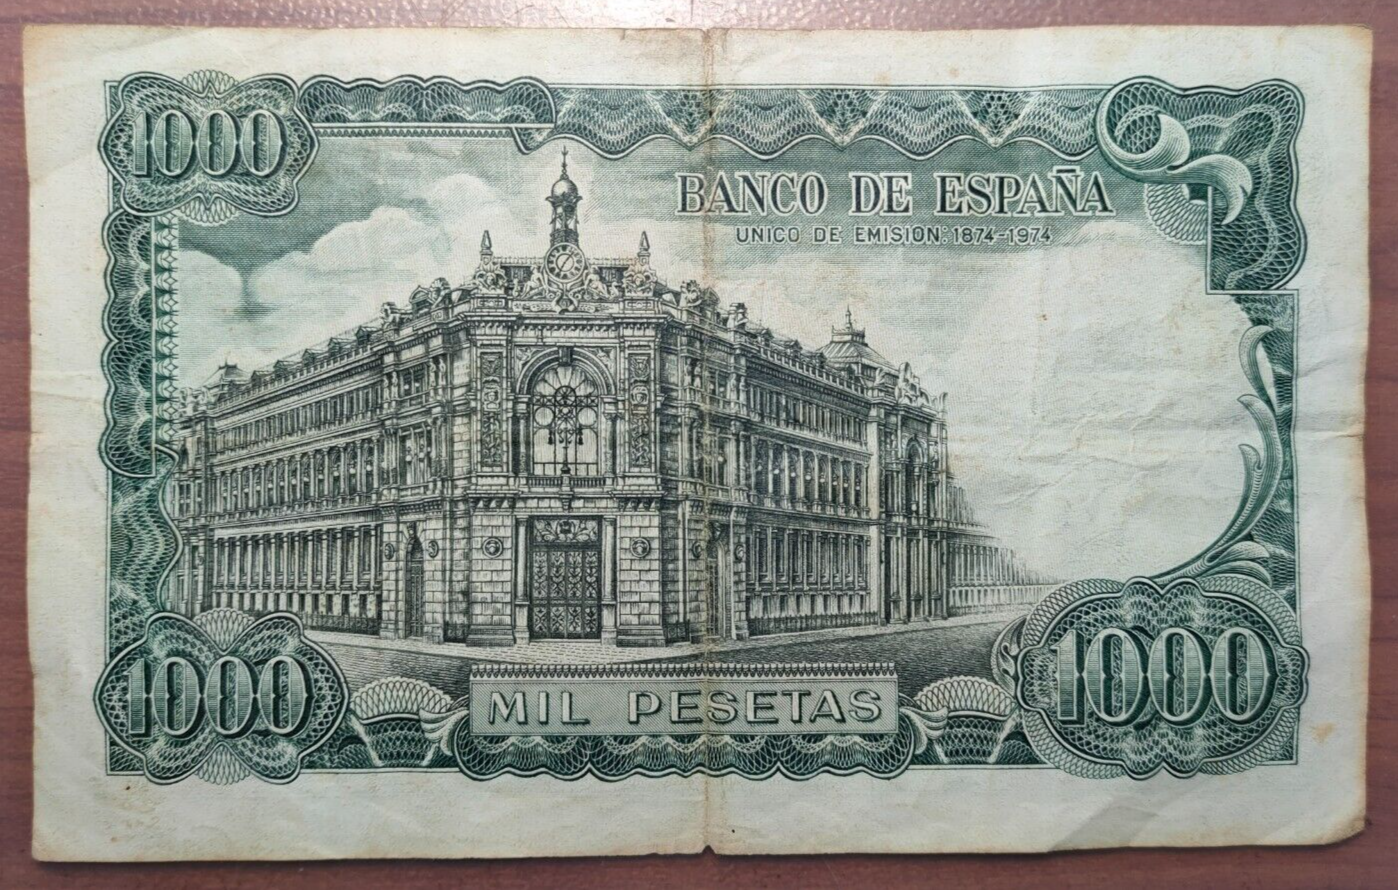 1000
BANCO DE ESPAÑA
UNICO DE EMISION: 1874-1974
1000
MIL PESETAS
1000